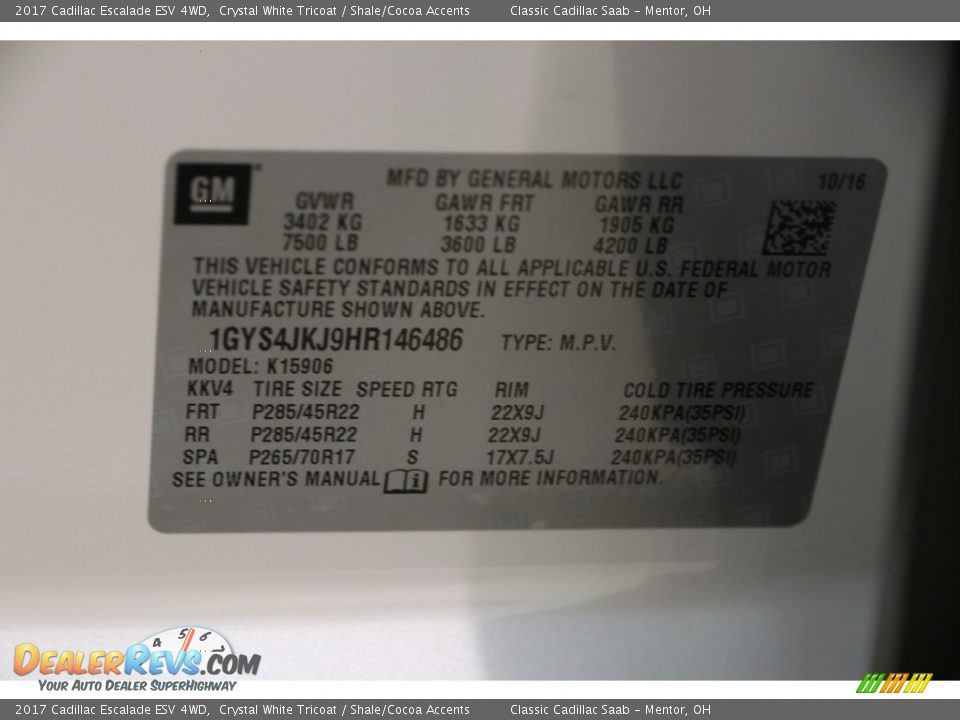 2017 Cadillac Escalade ESV 4WD, Crystal White Tricoat / Shale/Cocoa Accents Classic Cadillac Saab - Mentor, OH
GM MFD BY GENERAL MOTORS LLC 10/16
GVWR GAWR FRT GAWR RR
3402 KG 1633 KG 1905 KG
7500 LB 3600 LB 4200 LB
THIS VEHICLE CONFORMS TO ALL APPLICABLE U.S. FEDERAL MOTOR
VEHICLE SAFETY STANDARDS IN EFFECT ON THE DATE OF
MANUFACTURE SHOWN ABOVE.
1GYS4JKJ9HR146486 TYPE: M.P.V.
MODEL: K15906
KKV4 TIRE SIZE SPEED RTG RIM COLD TIRE PRESSURE
FRT P285/45R22 H 22X9J 240KPA(35PSI)
RR P285/45R22 H 22X9J 240KPA(35PSI)
SPA P265/70R17 S 17X7.5J 240KPA(35PSI)
SEE OWNER'S MANUAL i FOR MORE INFORMATION.
4 5 6
DEALERREVS.COM
YOUR AUTO DEALER SUPERHIGHWAY
2017 Cadillac Escalade ESV 4WD, Crystal White Tricoat / Shale/Cocoa Accents Classic Cadillac Saab - Mentor, OH